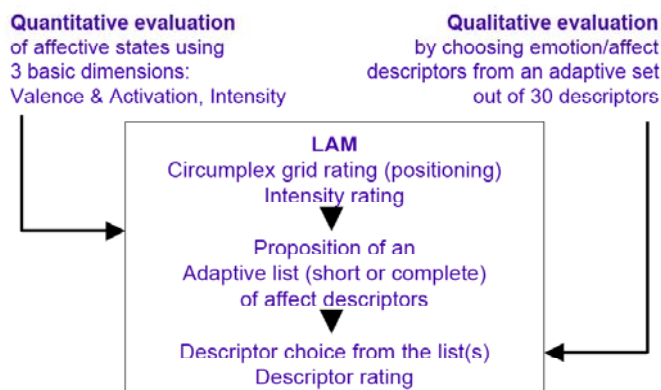 Quantitative evaluation
of affective states using
3 basic dimensions:
Valence & Activation, Intensity
Qualitative evaluation
by choosing emotion/affect
descriptors from an adaptive set
out of 30 descriptors
LAM
Circumplex grid rating (positioning)
Intensity rating
Proposition of an
Adaptive list (short or complete)
of affect descriptors
Descriptor choice from the list(s)
Descriptor rating